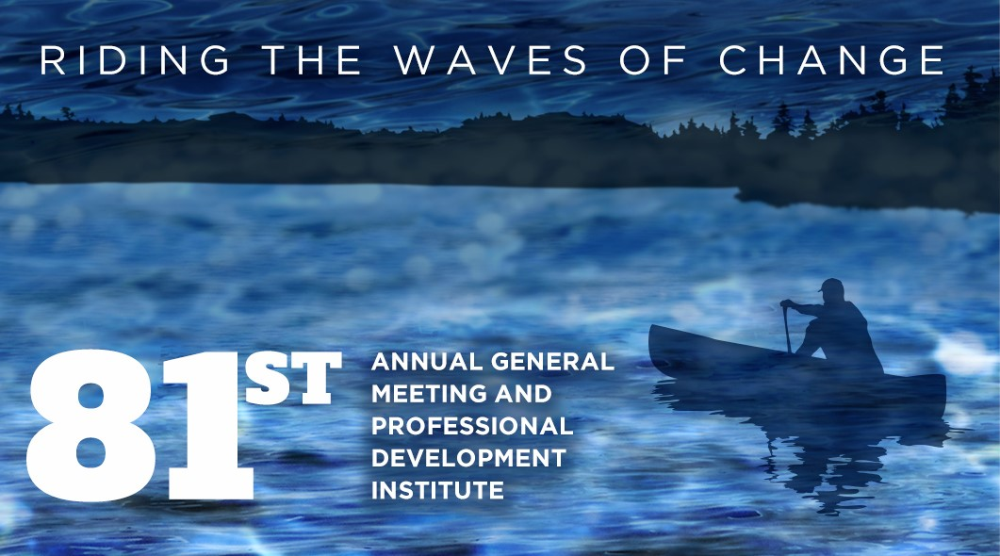 RIDING THE WAVES OF CHANGE
81ST
ANNUAL GENERAL
MEETING AND
PROFESSIONAL
DEVELOPMENT
INSTITUTE